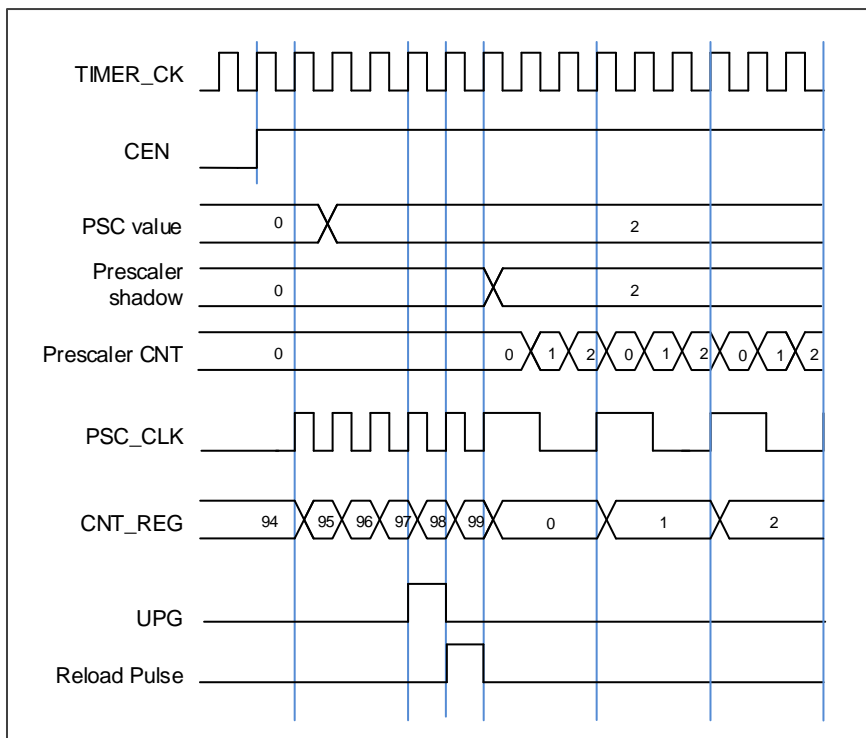 TIMER_CK
CEN
PSC value 0 2
Prescaler
shadow 0 2
Prescaler CNT 0 0 1 2 0 1 2 0 1 2
PSC_CLK
CNT_REG 94 95 96 97 98 99 0 1 2
UPG
Reload Pulse